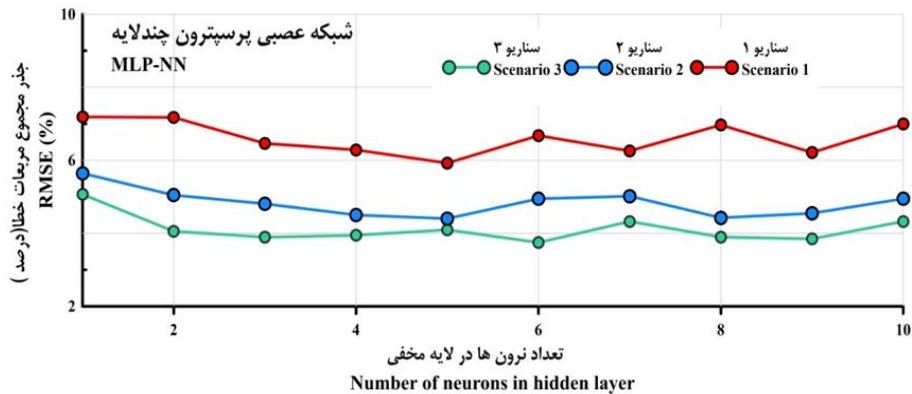 10
شبکه عصبی پرسپترون چندلایه
MLP-NN
سناریو ۳
سناریو ۲
سناریو ۱
Scenario 3
Scenario 2
Scenario 1
جذر مجموع مربعات خطا(درصد )
RMSE (%)
6
2
2
4
6
8
10
تعداد نرون ها در لایه مخفی
Number of neurons in hidden layer